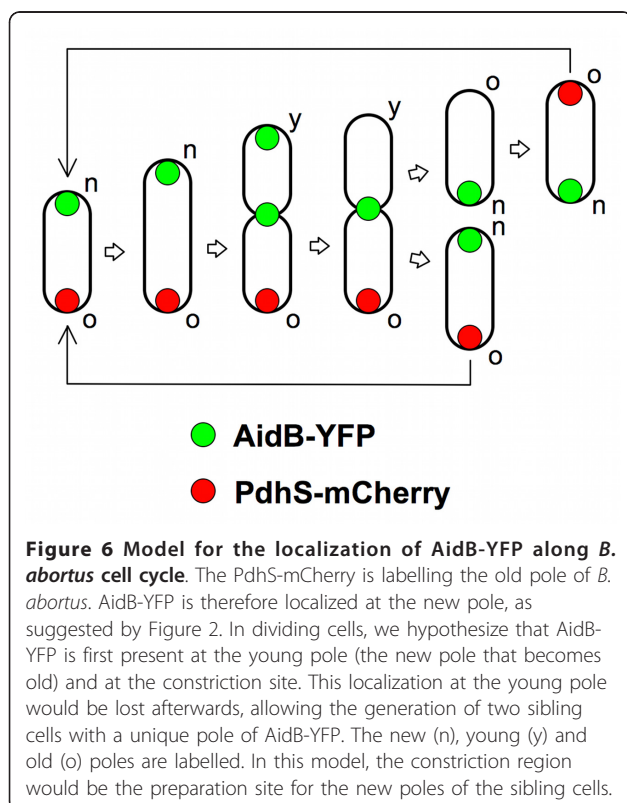 n
o
n
o
y
o
y
o
o
n
n
o
o
n
AidB-YFP
PdhS-mCherry
Figure 6 Model for the localization of AidB-YFP along B.
abortus cell cycle. The PdhS-mCherry is labelling the old pole of B.
abortus. AidB-YFP is therefore localized at the new pole, as
suggested by Figure 2. In dividing cells, we hypothesize that AidB-
YFP is first present at the young pole (the new pole that becomes
old) and at the constriction site. This localization at the young pole
would be lost afterwards, allowing the generation of two sibling
cells with a unique pole of AidB-YFP. The new (n), young (y) and
old (o) poles are labelled. In this model, the constriction region
would be the preparation site for the new poles of the sibling cells.